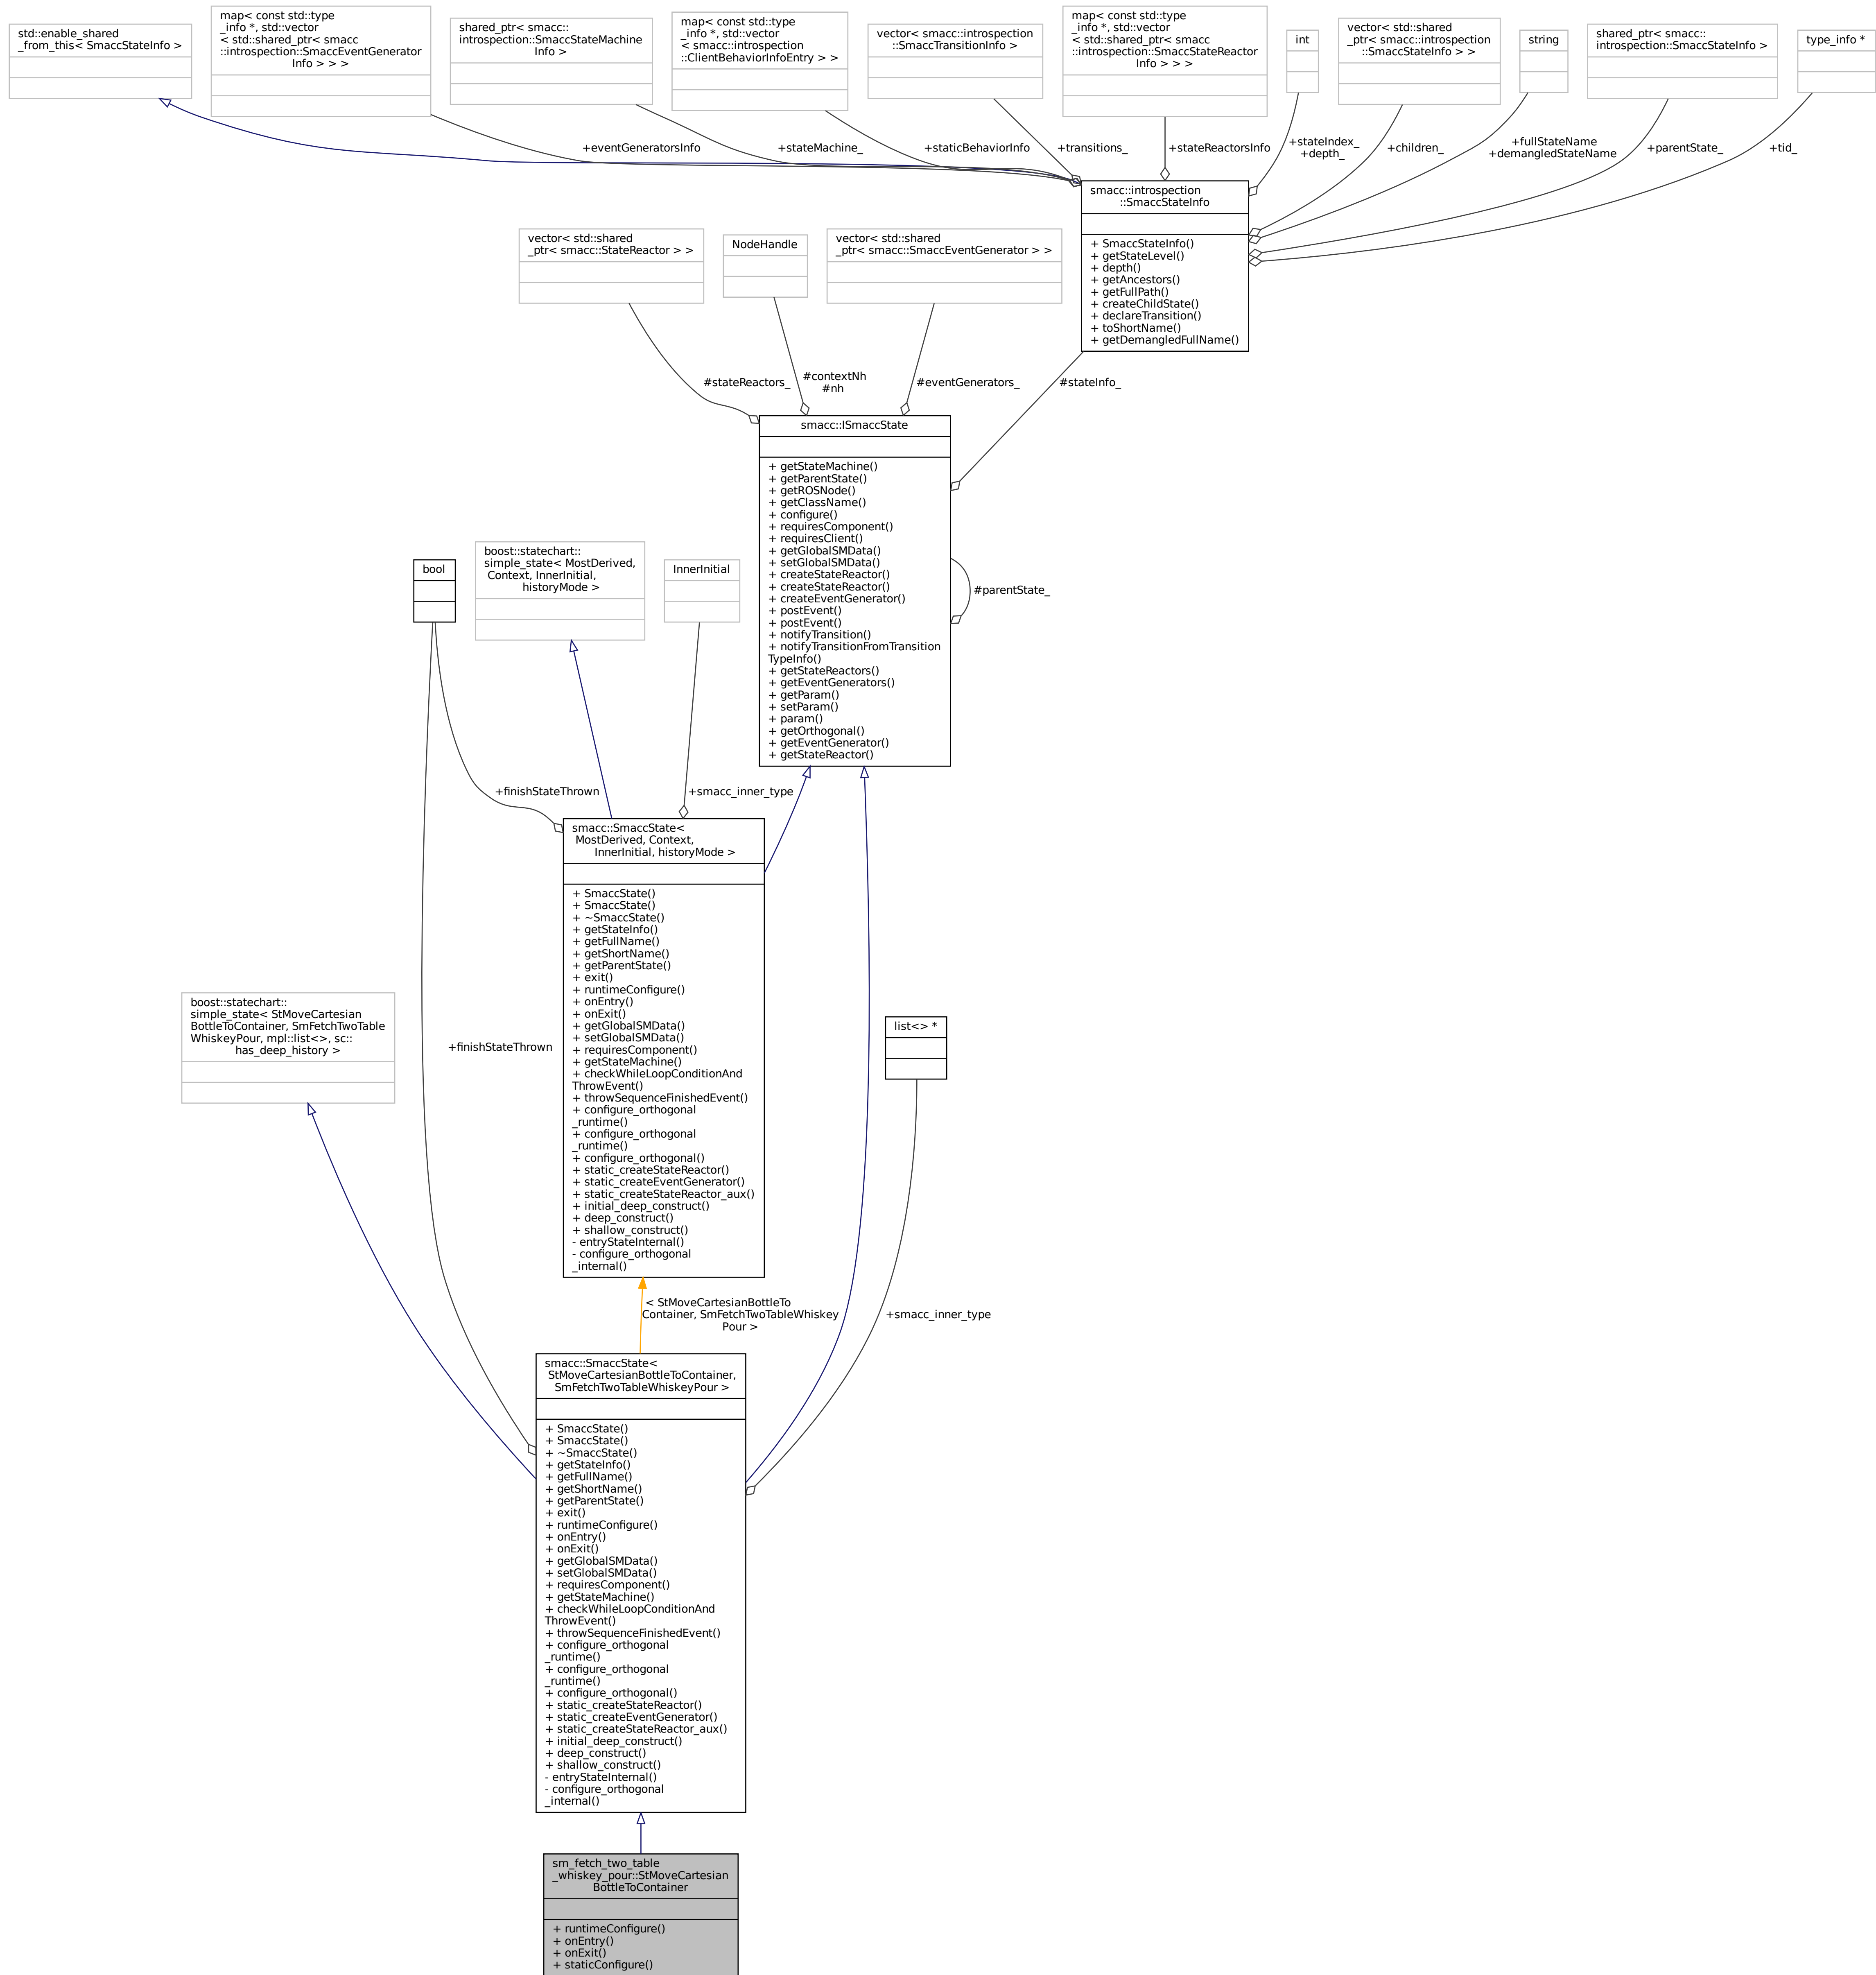 std::enable_shared
_from_this< SmaccStateInfo >
map< const std::type
_info *, std::vector
< std::shared_ptr< smacc
::introspection::SmaccEventGenerator
Info > > >
shared_ptr< smacc::
introspection::SmaccStateMachine
Info >
map< const std::type
_info *, std::vector
< smacc::introspection
::ClientBehaviorInfoEntry > >
vector< smacc::introspection
::SmaccTransitionInfo >
map< const std::type
_info *, std::vector
< std::shared_ptr< smacc
::introspection::SmaccStateReactor
Info > > >
int
vector< std::shared
_ptr< smacc::introspection
::SmaccStateInfo > >
string
shared_ptr< smacc::
introspection::SmaccStateInfo >
type_info *
+eventGeneratorsInfo
+stateMachine_
+staticBehaviorInfo
+transitions_
+stateReactorsInfo
+stateIndex_
+depth_
+children_
+fullStateName
+demangledStateName
+parentState_
+tid_
smacc::introspection
::SmaccStateInfo
+ SmaccStateInfo()
+ getStateLevel()
+ depth()
+ getAncestors()
+ getFullPath()
+ createChildState()
+ declareTransition()
+ toShortName()
+ getDemangledFullName()
vector< std::shared
_ptr< smacc::StateReactor > >
NodeHandle
vector< std::shared
_ptr< smacc::SmaccEventGenerator > >
#stateReactors_
#contextNh
#nh
#eventGenerators_
#stateInfo_
smacc::ISmaccState
+ getStateMachine()
+ getParentState()
+ getROSNode()
+ getClassName()
+ configure()
+ requiresComponent()
+ requiresClient()
+ getGlobalSMData()
+ setGlobalSMData()
+ createStateReactor()
+ createStateReactor()
+ createEventGenerator()
+ postEvent()
+ postEvent()
+ notifyTransition()
+ notifyTransitionFromTransition
TypeInfo()
+ getStateReactors()
+ getEventGenerators()
+ getParam()
+ setParam()
+ param()
+ getOrthogonal()
+ getEventGenerator()
+ getStateReactor()
#parentState_
bool
boost::statechart::
simple_state< MostDerived,
Context, InnerInitial,
historyMode >
InnerInitial
+finishStateThrown
+smacc_inner_type
smacc::SmaccState<
MostDerived, Context,
InnerInitial, historyMode >
+ SmaccState()
+ SmaccState()
+ ~SmaccState()
+ getStateInfo()
+ getFullName()
+ getShortName()
+ getParentState()
+ exit()
+ runtimeConfigure()
+ onEntry()
+ onExit()
+ getGlobalSMData()
+ setGlobalSMData()
+ requiresComponent()
+ getStateMachine()
+ checkWhileLoopConditionAnd
ThrowEvent()
+ throwSequenceFinishedEvent()
+ configure_orthogonal
_runtime()
+ configure_orthogonal
_runtime()
+ configure_orthogonal()
+ static_createStateReactor()
+ static_createEventGenerator()
+ static_createStateReactor_aux()
+ initial_deep_construct()
+ deep_construct()
+ shallow_construct()
- entryStateInternal()
- configure_orthogonal
_internal()
boost::statechart::
simple_state< StMoveCartesian
BottleToContainer, SmFetchTwoTable
WhiskeyPour, mpl::list<>, sc::
has_deep_history >
+finishStateThrown
list<> *
< StMoveCartesianBottleTo
Container, SmFetchTwoTableWhiskey
Pour >
+smacc_inner_type
smacc::SmaccState<
StMoveCartesianBottleToContainer,
SmFetchTwoTableWhiskeyPour >
+ SmaccState()
+ SmaccState()
+ ~SmaccState()
+ getStateInfo()
+ getFullName()
+ getShortName()
+ getParentState()
+ exit()
+ runtimeConfigure()
+ onEntry()
+ onExit()
+ getGlobalSMData()
+ setGlobalSMData()
+ requiresComponent()
+ getStateMachine()
+ checkWhileLoopConditionAnd
ThrowEvent()
+ throwSequenceFinishedEvent()
+ configure_orthogonal
_runtime()
+ configure_orthogonal
_runtime()
+ configure_orthogonal()
+ static_createStateReactor()
+ static_createEventGenerator()
+ static_createStateReactor_aux()
+ initial_deep_construct()
+ deep_construct()
+ shallow_construct()
- entryStateInternal()
- configure_orthogonal
_internal()
sm_fetch_two_table
_whiskey_pour::StMoveCartesian
BottleToContainer
+ runtimeConfigure()
+ onEntry()
+ onExit()
+ staticConfigure()